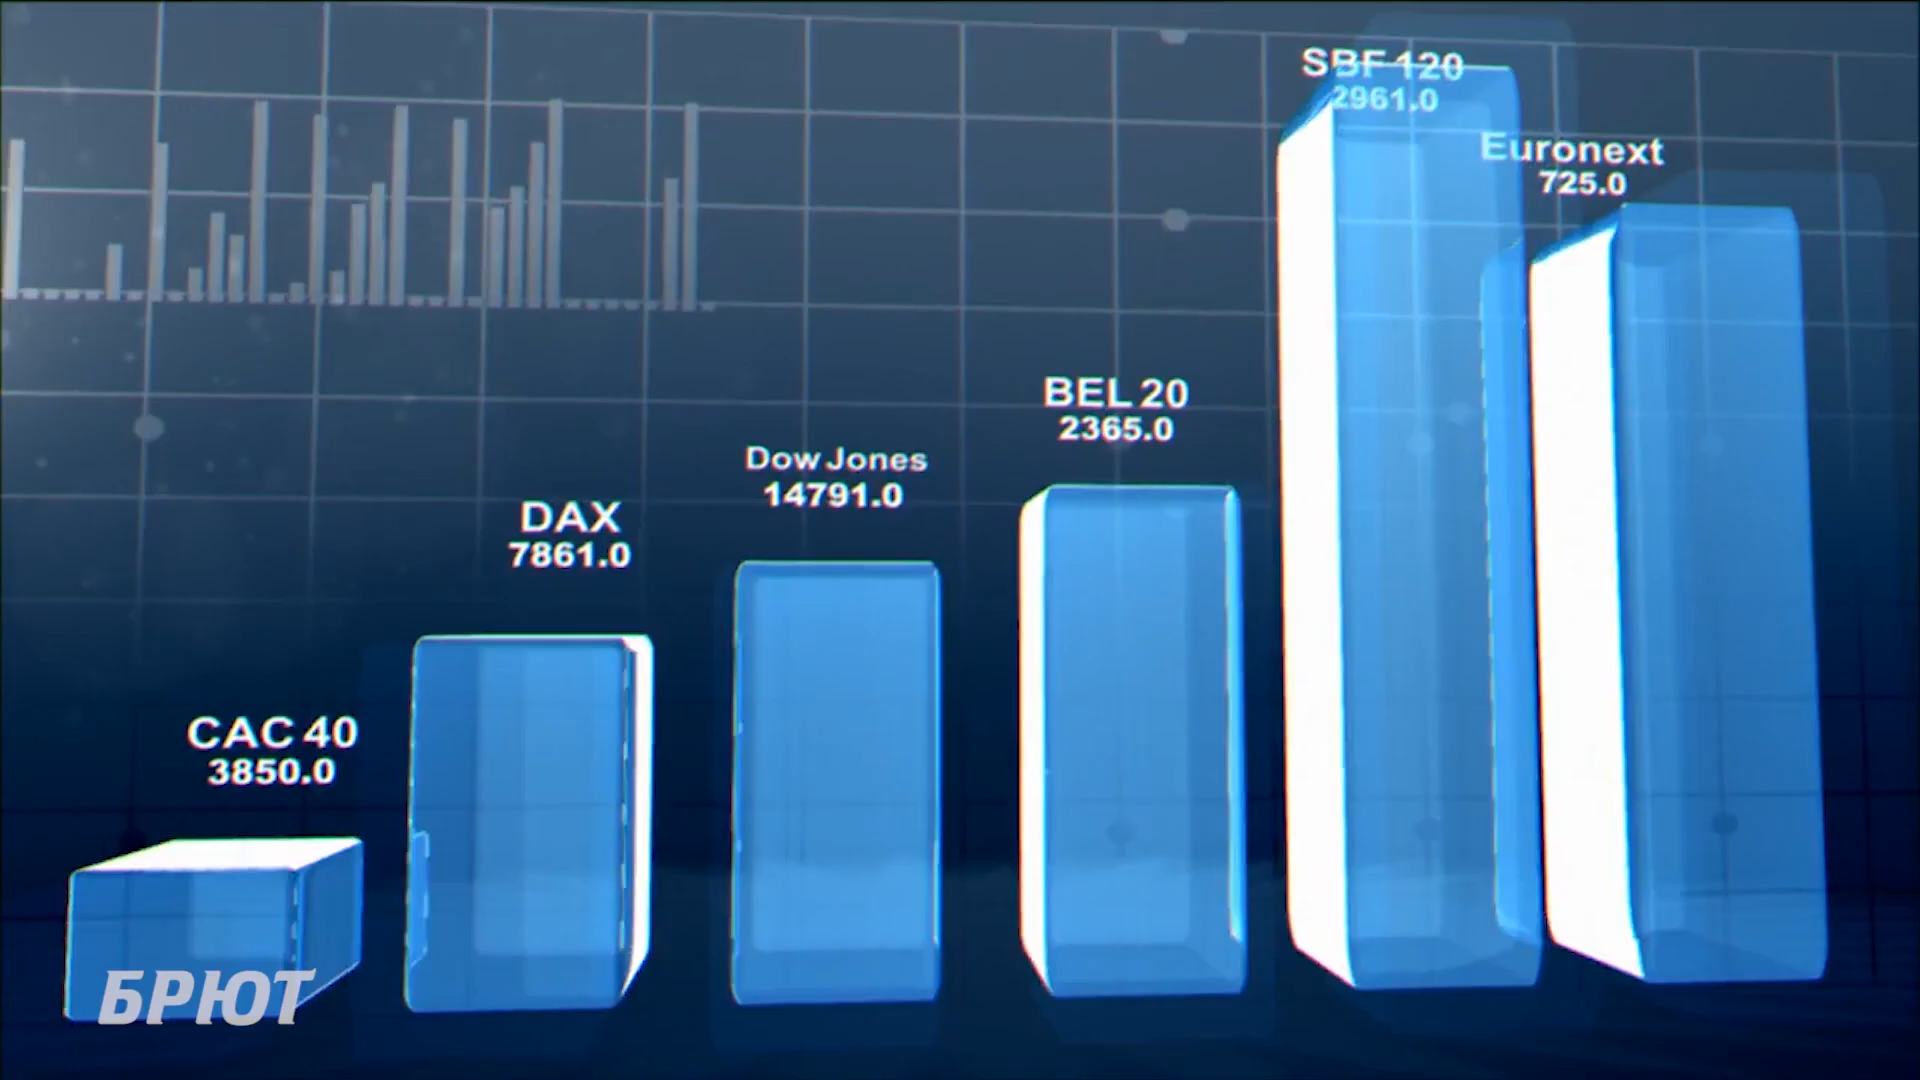 SBF 120
2961.0
Euronext
725.0
BEL 20
2365.0
Dow Jones
14791.0
DAX
7861.0
CAC 40
3850.0
БРЮТ